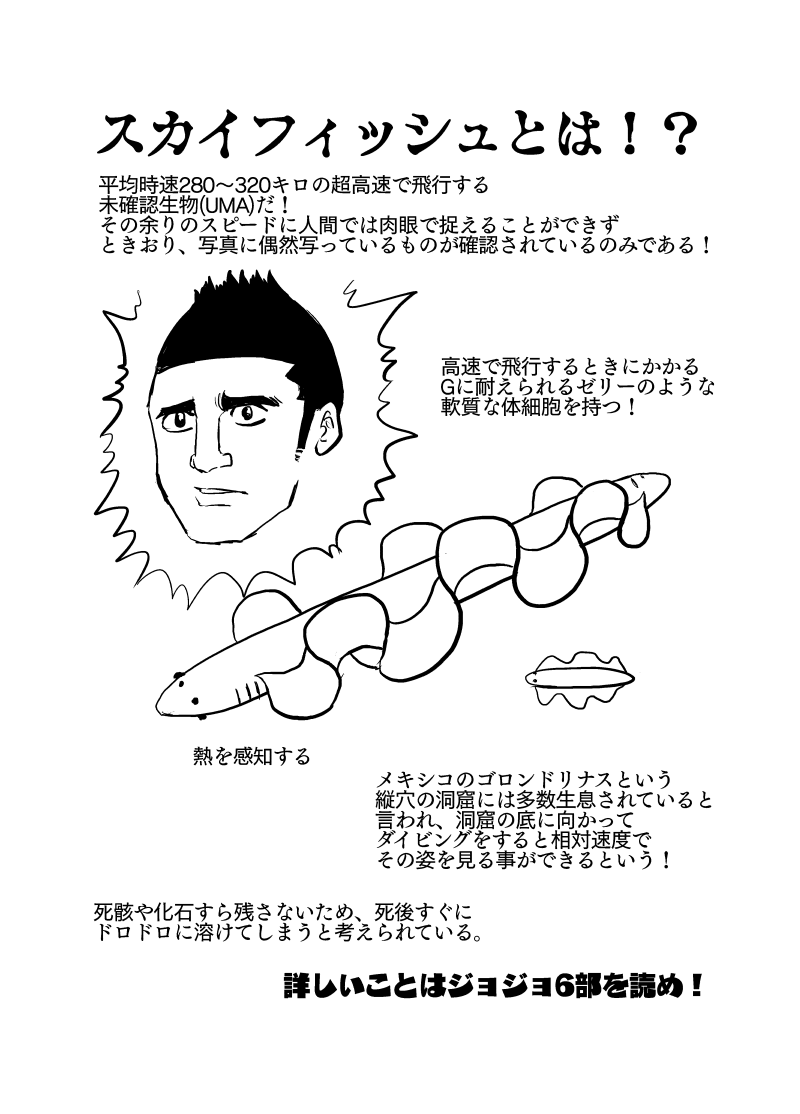 スカイフィッシュとは！？
平均時速280〜320キロの超高速で飛行する
未確認生物(UMA)だ！
その余りのスピードに人間では肉眼で捉えることができず
ときおり、写真に偶然写っているものが確認されているのみである！
高速で飛行するときにかかる
Gに耐えられるゼリーのような
軟質な体細胞を持つ！
熱を感知する
メキシコのゴロンドリナスという
縦穴の洞窟には多数生息されていると
言われ、洞窟の底に向かって
ダイビングをすると相対速度で
その姿を見る事ができるという！
死骸や化石すら残さないため、死後すぐに
ドロドロに溶けてしまうと考えられている。
詳しいことはジョジョ6部を読め！